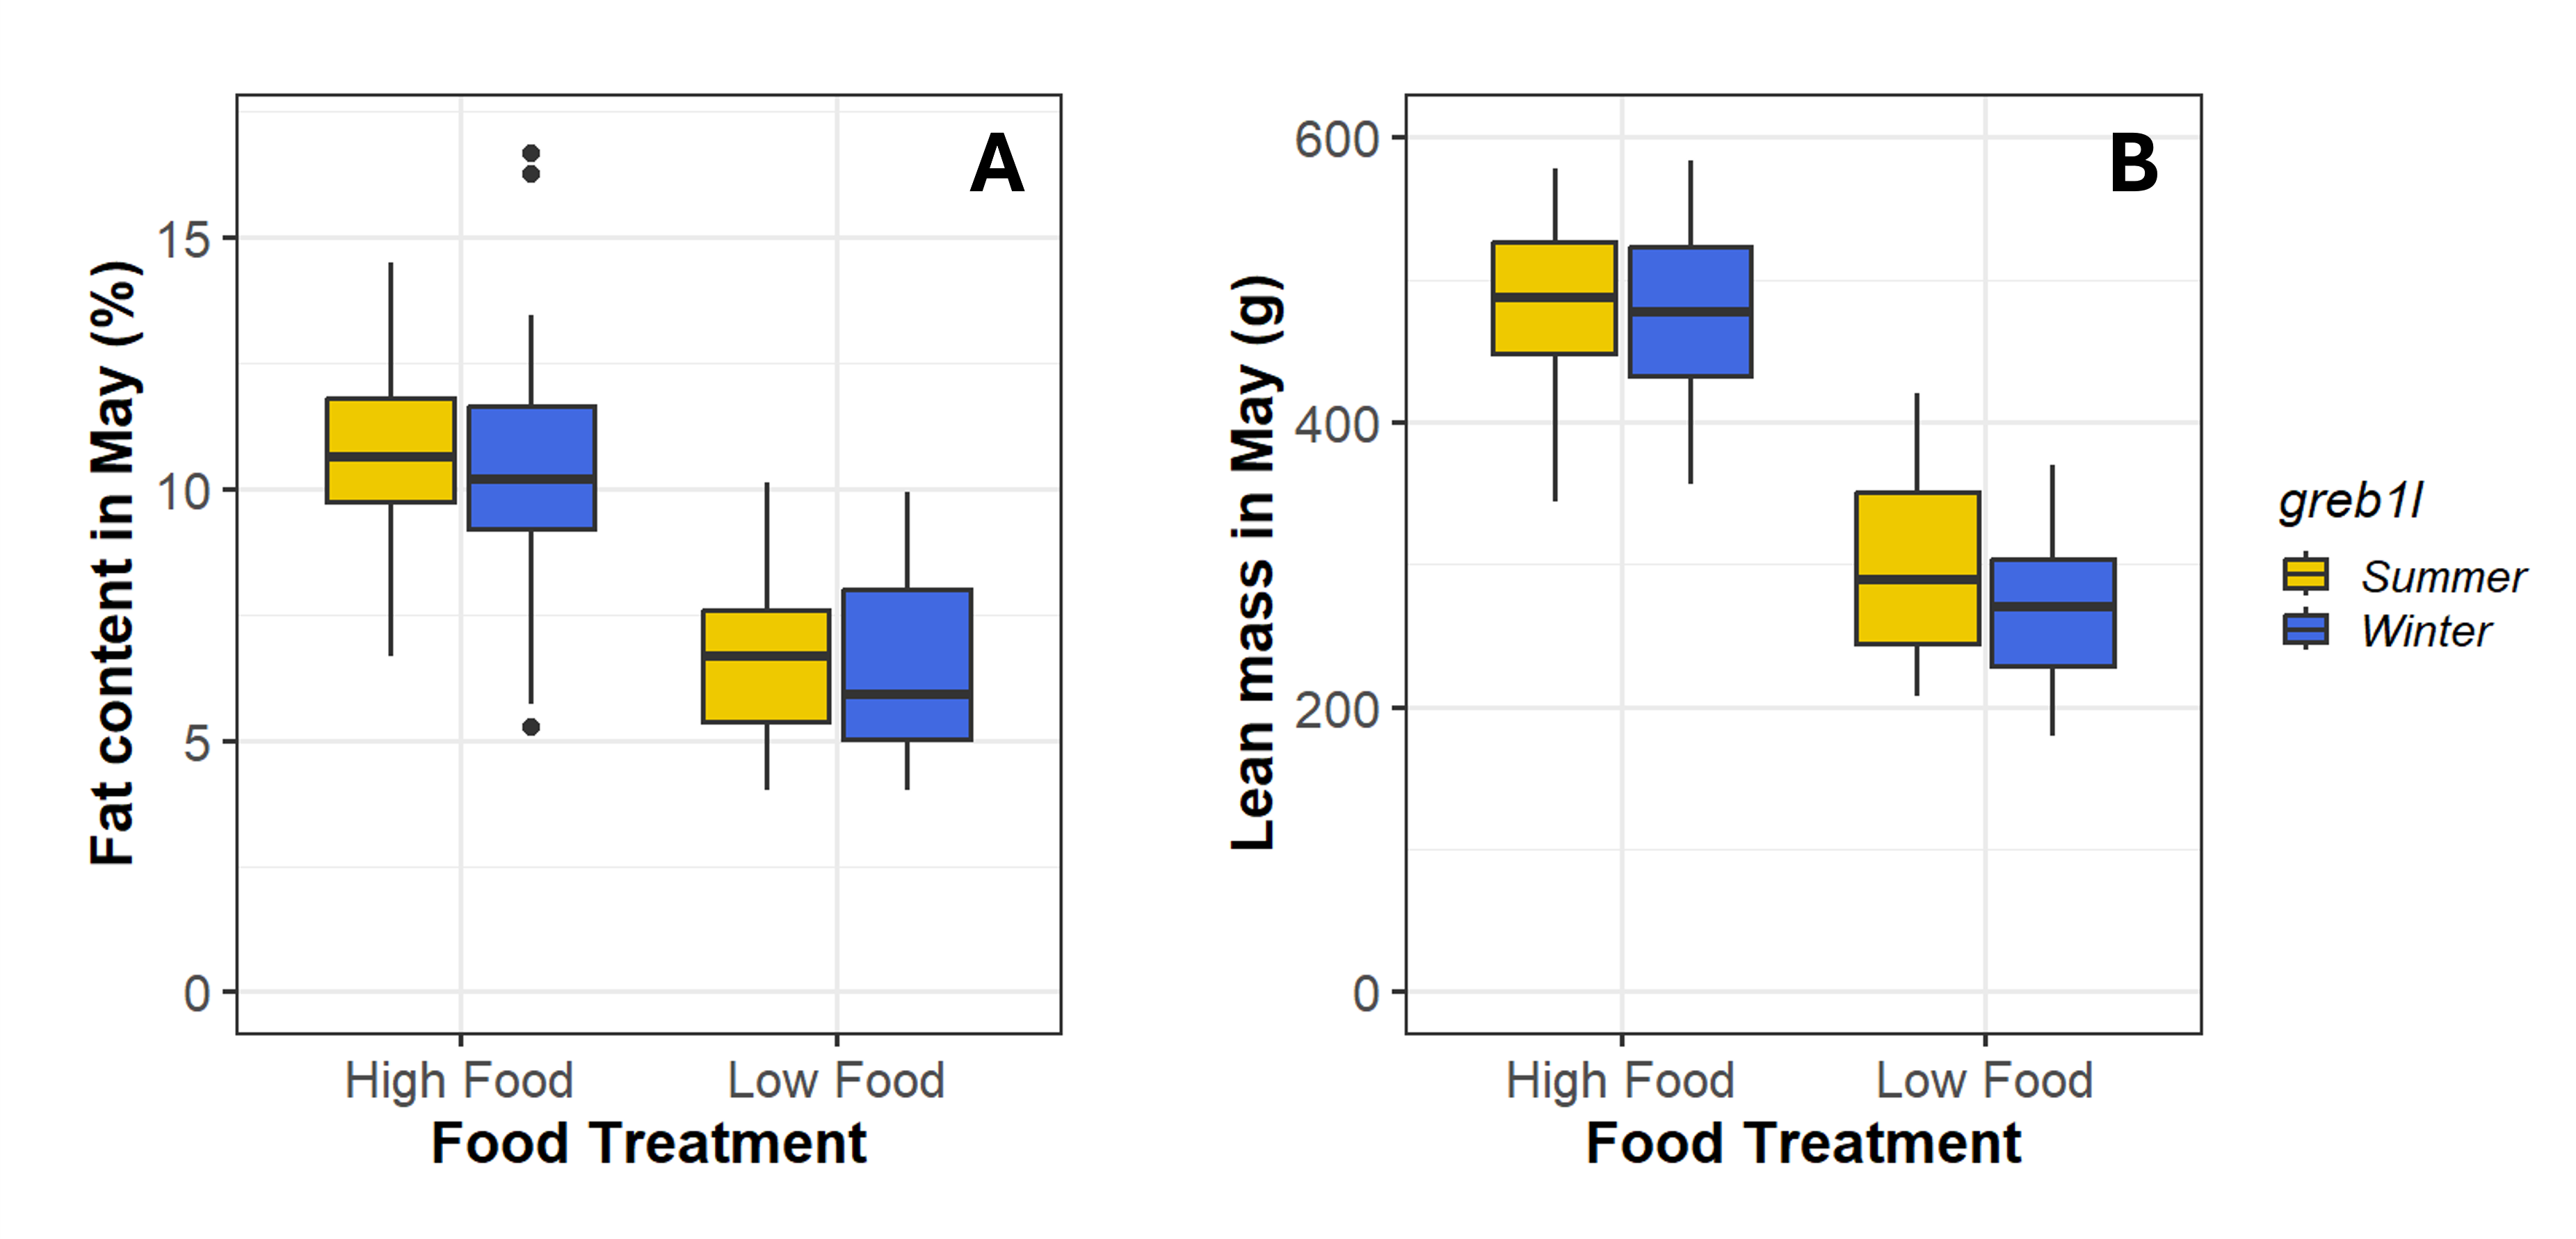 A
Fat content in May (%)
15
10
5
0
High Food
Low Food
Food Treatment
B
Lean mass in May (g)
600
400
200
0
High Food
Low Food
Food Treatment
greb1l
Summer
Winter